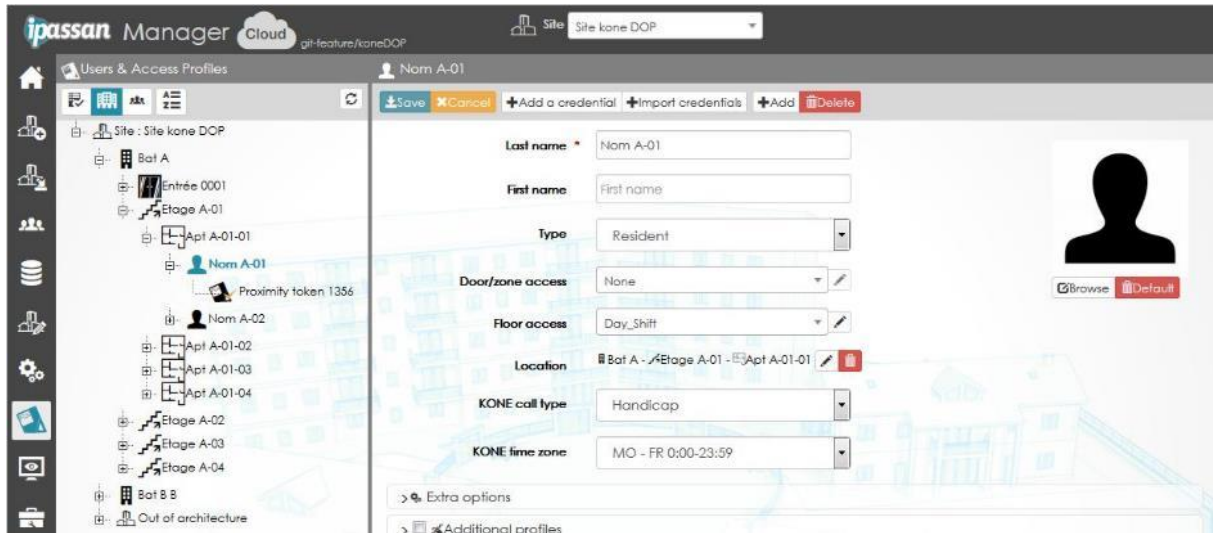 ipassan Manager Cloud git-feature/koneDOP
Site Site kone DOP
Users & Access Profiles
Site : Site kone DOP
Bat A
Entrée 0001
Etage A-01
Apt A-01-01
Nom A-01
Proximity token 1356
Nom A-02
Apt A-01-02
Apt A-01-03
Apt A-01-04
Etage A-02
Etage A-03
Etage A-04
Bat B B
Out of architecture
Nom A-01
Save Cancel Add a credential Import credentials Add Delete
Last name * Nom A-01
First name First name
Type Resident
Door/zone access None
Floor access Day_Shift
Location Bat A - Etage A-01 - Apt A-01-01
KONE call type Handicap
KONE time zone MO - FR 0:00-23:59
Extra options
Additional profiles
Browse Default